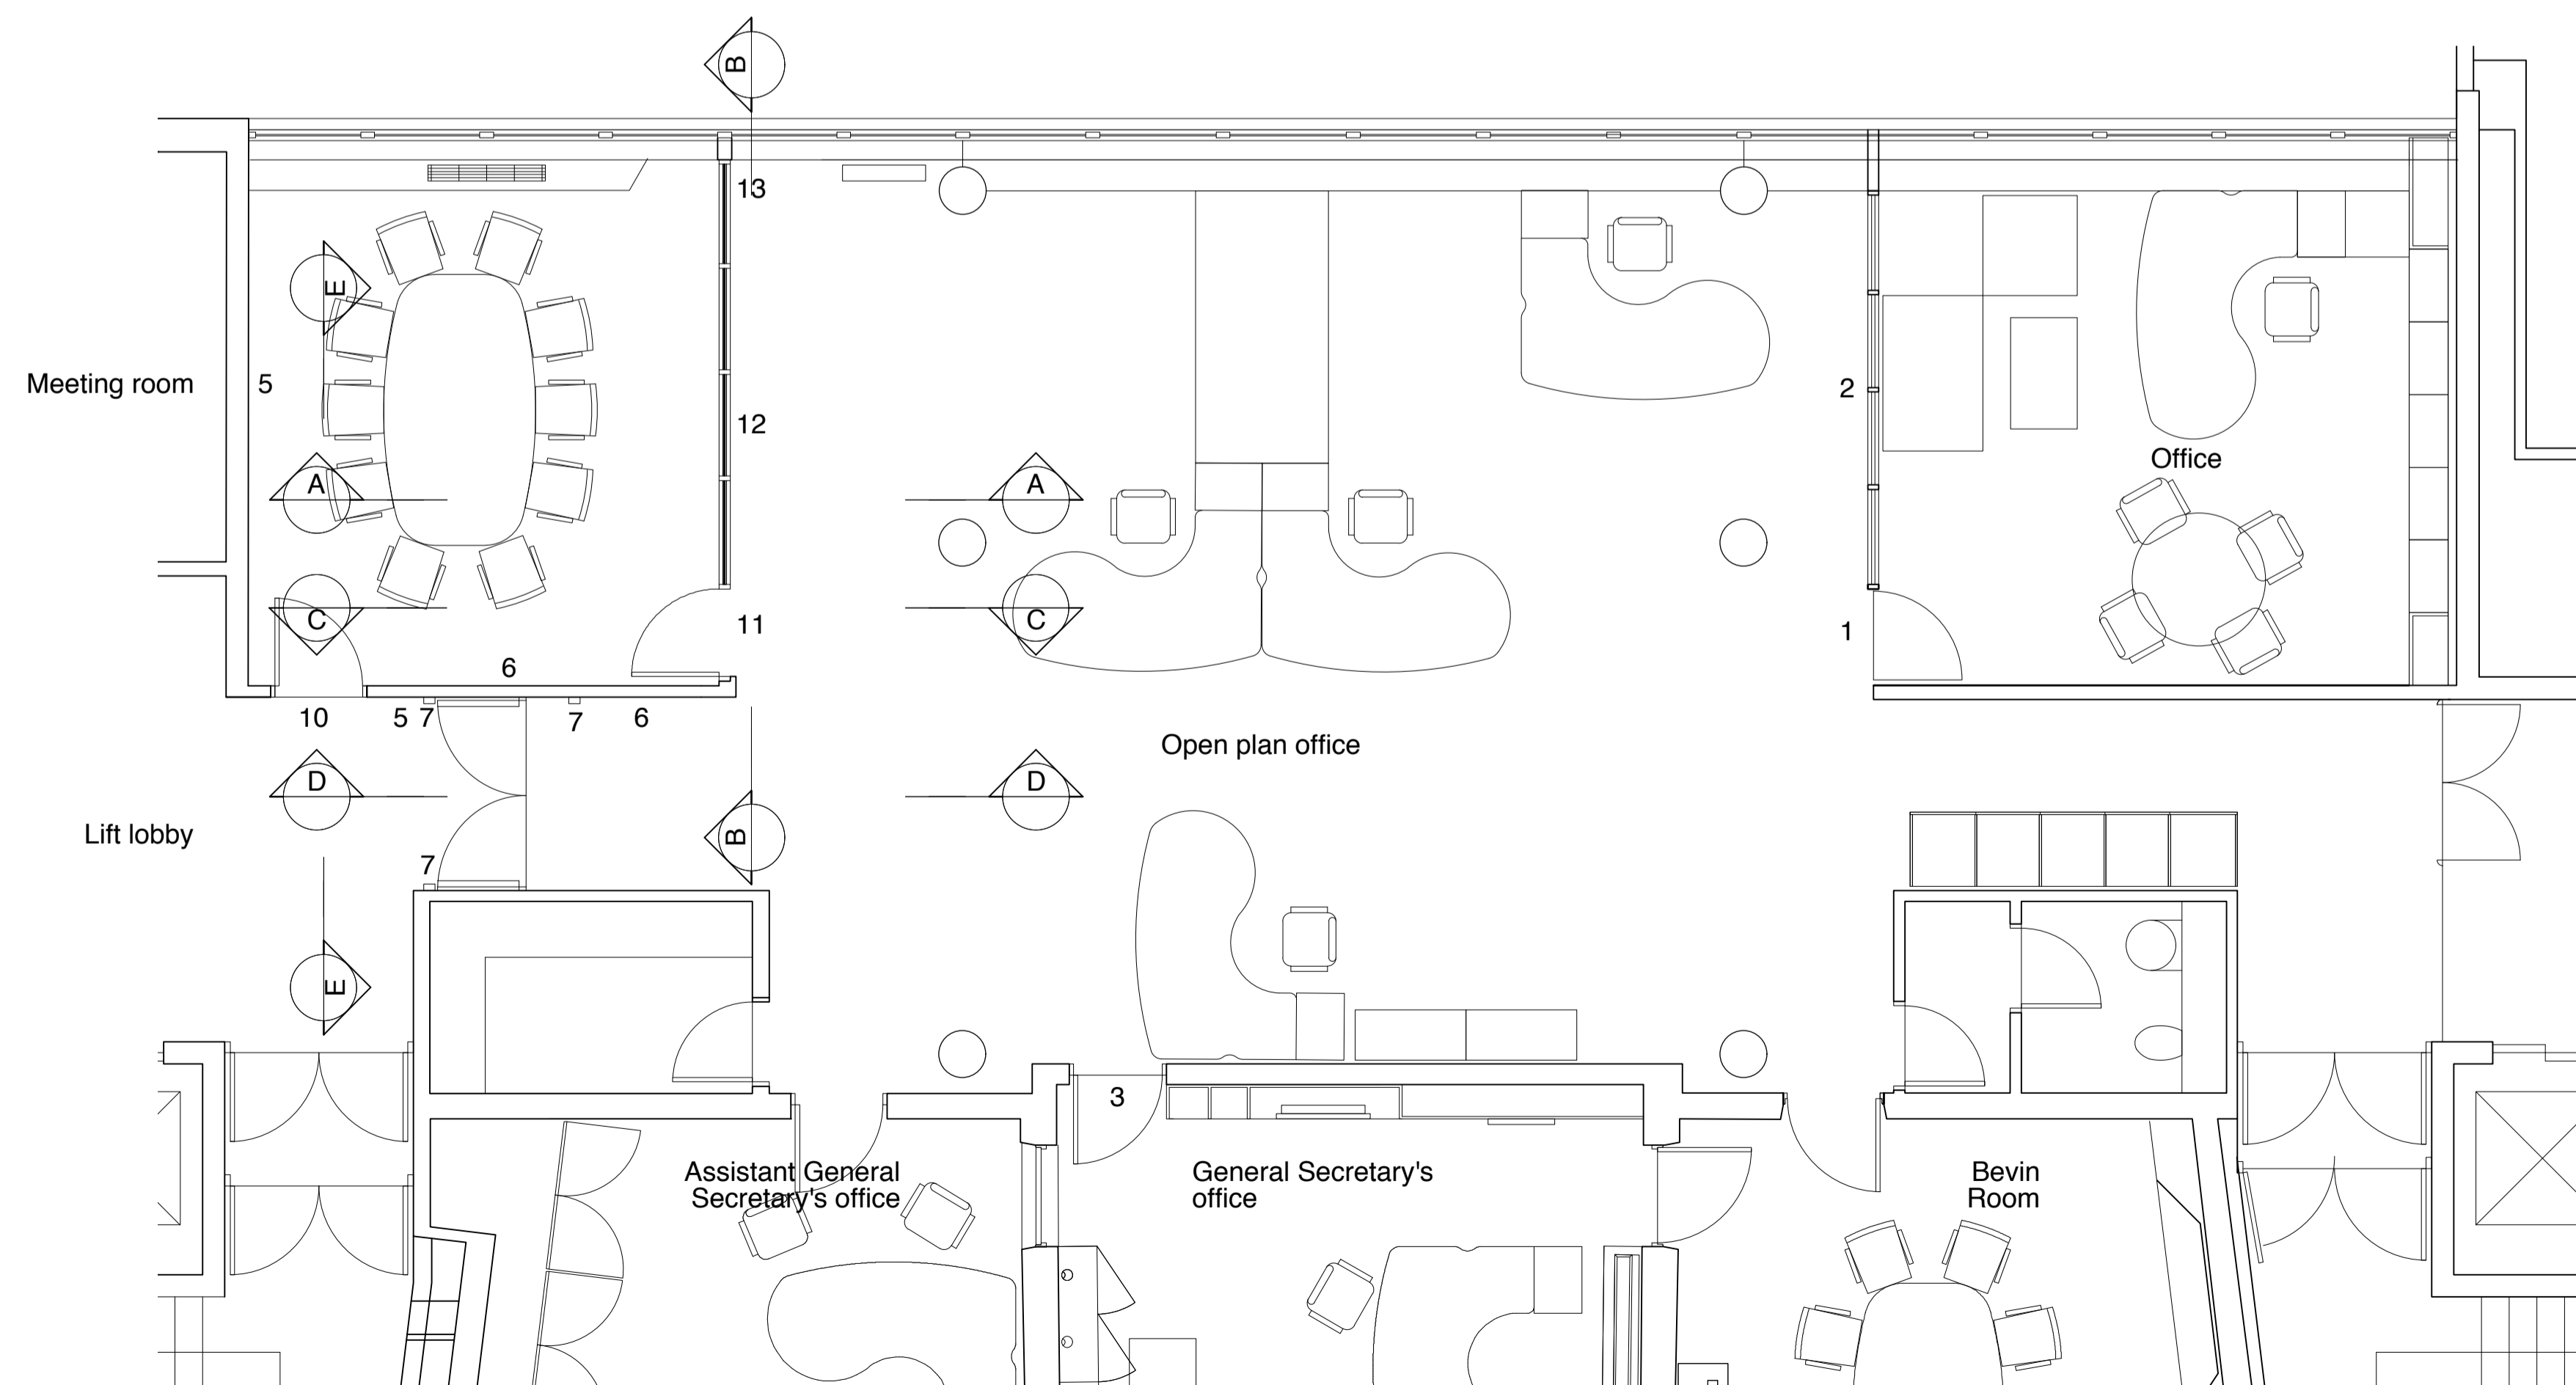 B
13
E
Meeting room
5
2
12
Office
A
A
C
C
11
1
6
10
5
7
7
6
Open plan office
D
D
Lift lobby
B
7
E
3
Assistant General
Secretary's office
General Secretary's
office
Bevin
Room